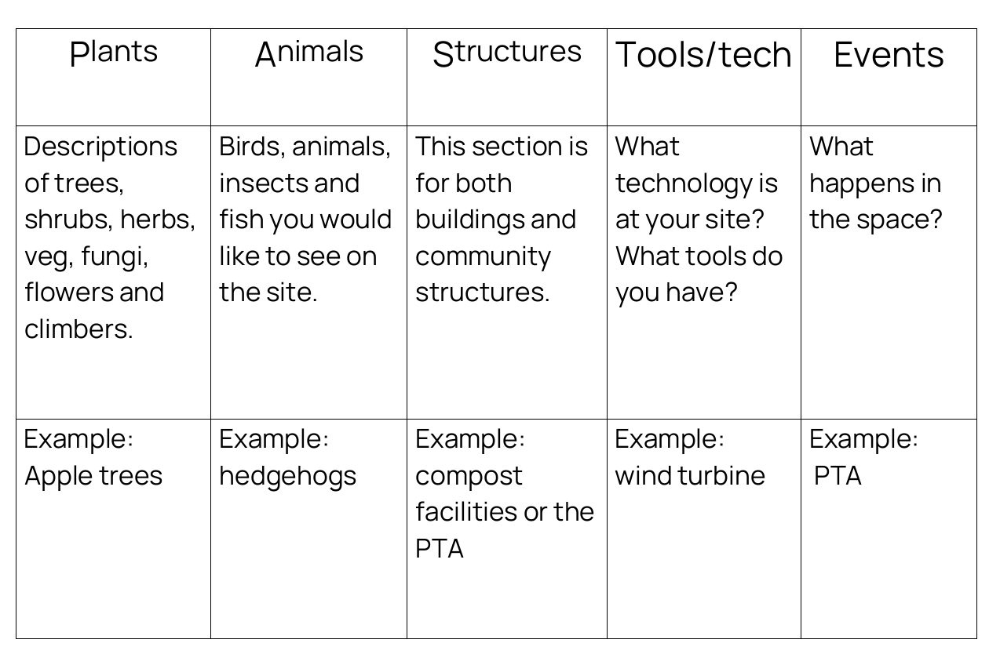 Plants
Animals
Structures
Tools/tech
Events
Descriptions
of trees,
shrubs, herbs,
veg, fungi,
flowers and
climbers.
Birds, animals,
insects and
fish you would
like to see on
the site.
This section is
for both
buildings and
community
structures.
What
technology is
at your site?
What tools do
you have?
What
happens in
the space?
Example:
Apple trees
Example:
hedgehogs
Example:
compost
facilities or the
PTA
Example:
wind turbine
Example:
PTA